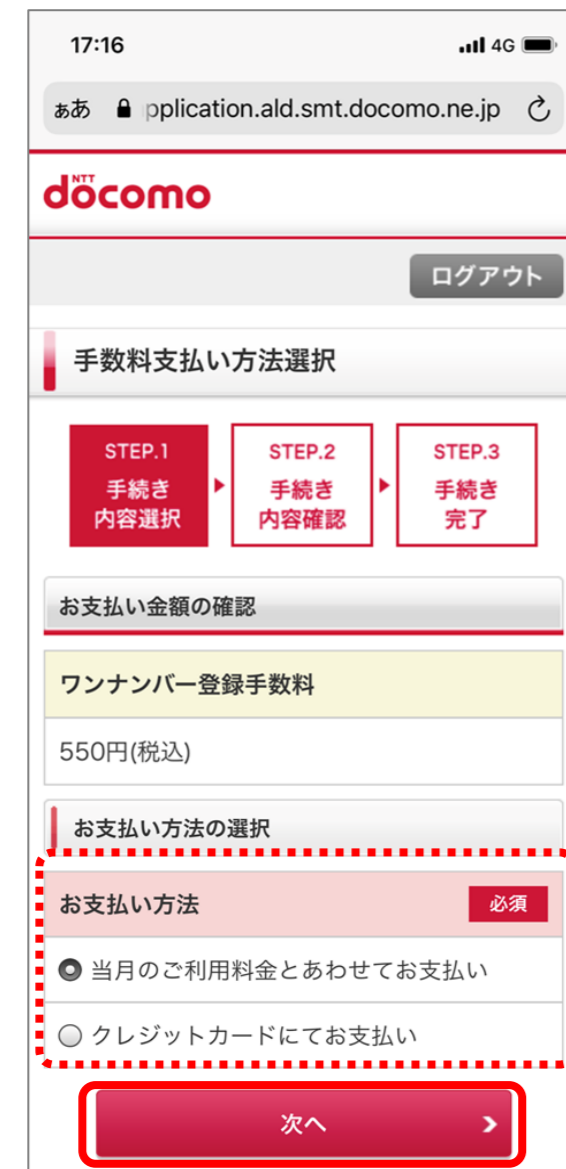 17:16
4G
ぁあ pplication.ald.smt.docomo.ne.jp
NTT
döcomo
ログアウト
手数料支払い方法選択
STEP.1
手続き
内容選択
STEP.2
手続き
内容確認
STEP.3
手続き
完了
お支払い金額の確認
ワンナンバー登録手数料
550円(税込)
お支払い方法の選択
お支払い方法 必須
当月のご利用料金とあわせてお支払い
クレジットカードにてお支払い
次へ